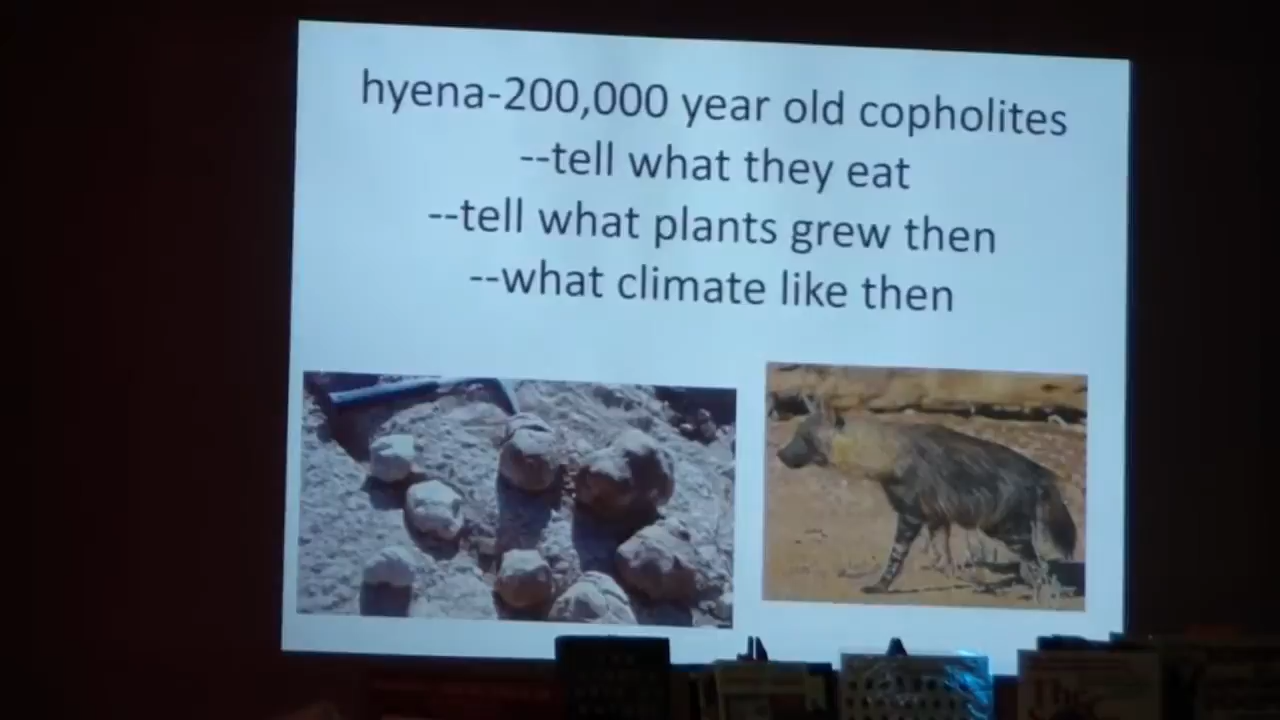 hyena-200,000 year old copholites
--tell what they eat
--tell what plants grew then
--what climate like then